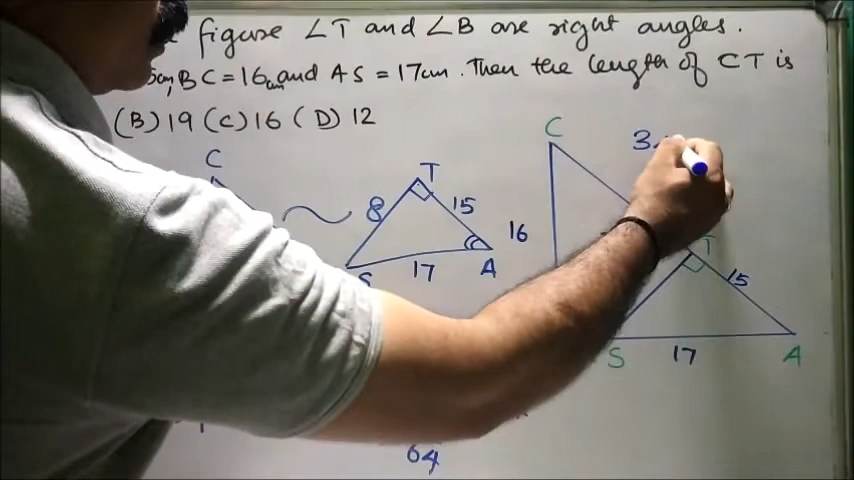 figure ∠T and ∠B are right angles.
BC = 16cm and AS = 17cm. Then the length of CT is
(B) 19 (C) 16 (D) 12
C
T
8
15
17
S
A
C
3
16
T
15
S
17
A
64